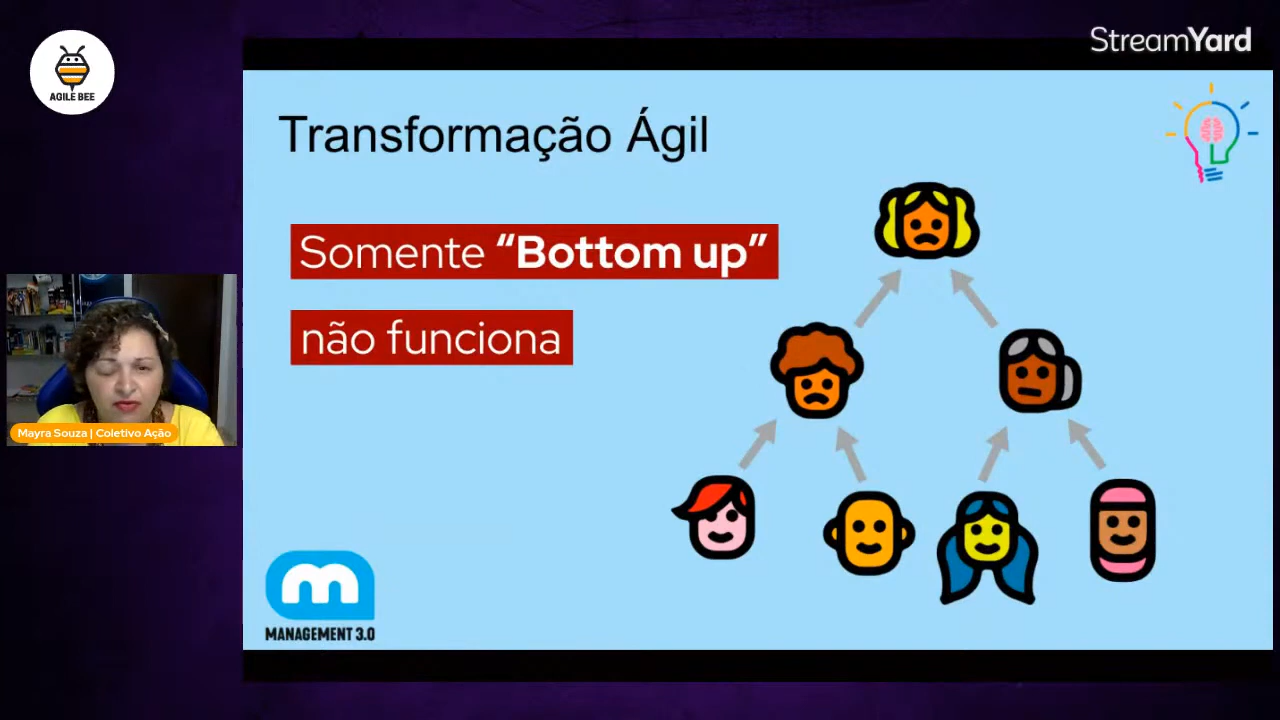 AGILE BEE
StreamYard
Transformação Ágil
Somente “Bottom up”
não funciona
Mayra Souza | Coletivo Ação
m
MANAGEMENT 3.0